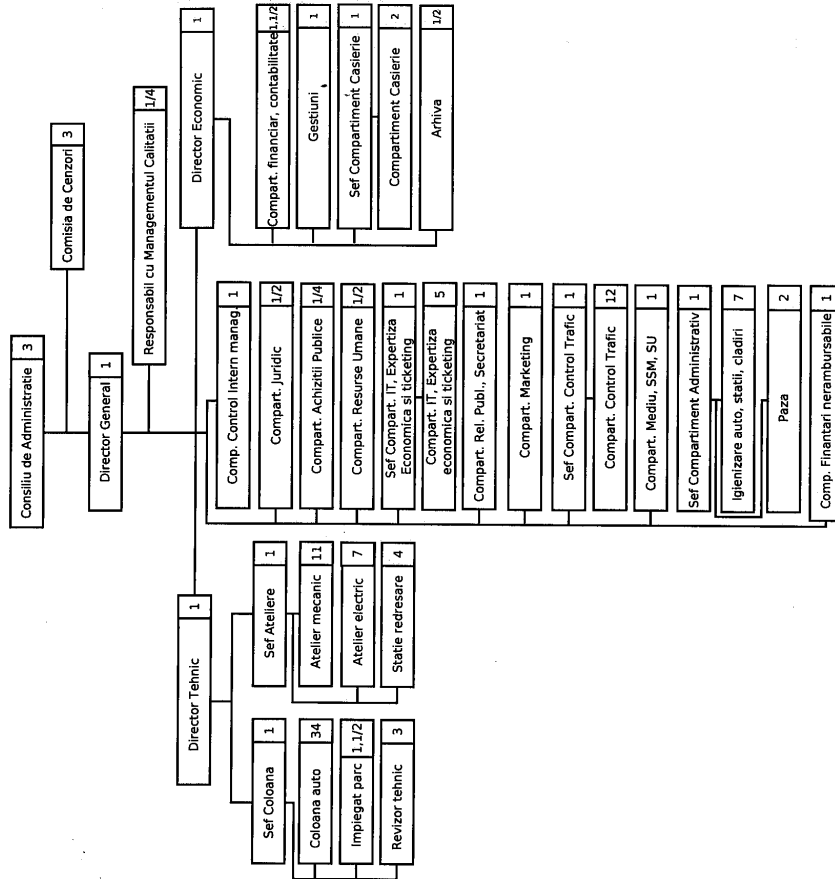 Consiliu de Administratie 3
Comisia de Cenzori 3
Director General 1
Responsabil cu Managementul Calitatii 1/4
Director Tehnic 1
Director Economic 1
Sef Coloana 1
Coloana auto 34
Impiegat parc 1,1/2
Revizor tehnic 3
Sef Ateliere 1
Atelier mecanic 11
Atelier electric 7
Statie redresare 4
Comp. Control Intern manag. 1
Compart. Juridic 1/2
Compart. Achizitii Publice 1/4
Compart. Resurse Umane 1/2
Sef Compart. IT, Expertiza
Economica si ticketing 1
Compart. IT, Expertiza
economica si ticketing 5
Compart. Rel. Publ., Secretariat 1
Compart. Marketing 1
Sef Compart. Control Trafic 1
Compart. Control Trafic 12
Compart. Mediu, SSM, SU 1
Sef Compartiment Administrativ 1
Igienizare auto, statii, cladiri 7
Paza 2
Comp. Finantari nerambursabile 1
Compart. financiar, contabilitate 1,1/2
Gestiuni 1
Sef Compartiment Casierie 1
Compartiment Casierie 2
Arhiva 1/2